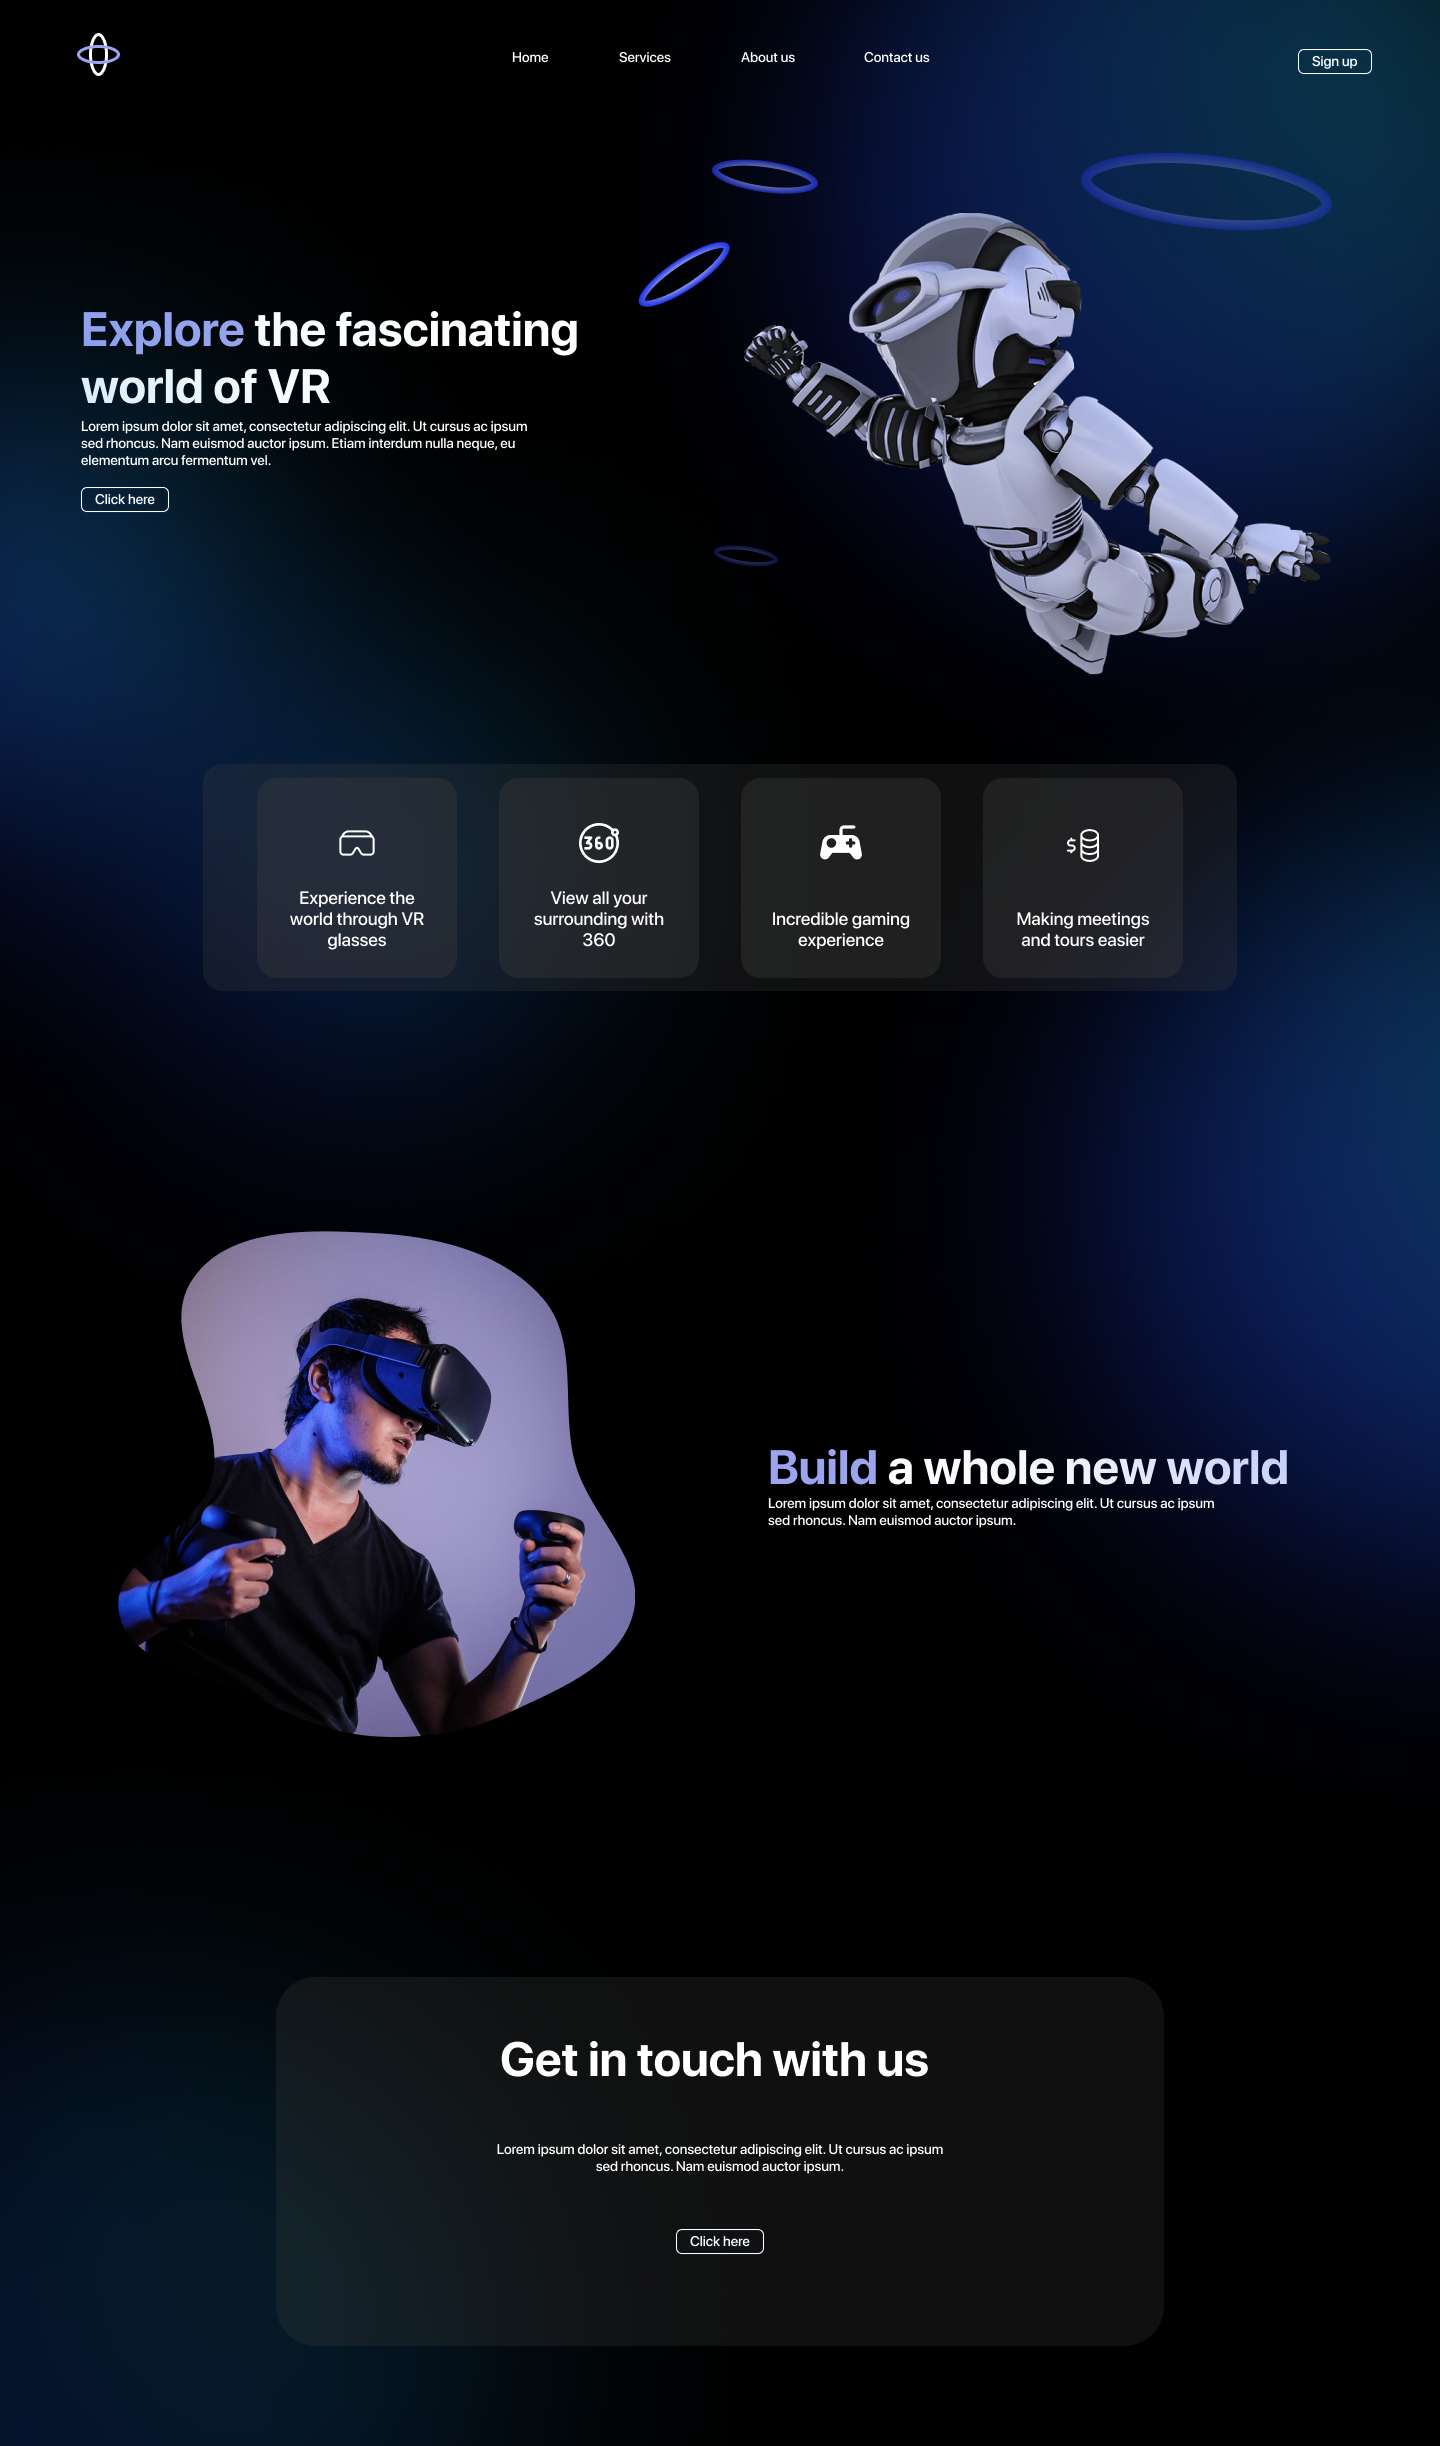 Home
Services
About us
Contact us
Sign up
Explore the fascinating
world of VR
Lorem ipsum dolor sit amet, consectetur adipiscing elit. Ut cursus ac ipsum
sed rhoncus. Nam euismod auctor ipsum. Etiam interdum nulla neque, eu
elementum arcu fermentum vel.
Click here
360
Experience the
world through VR
glasses
View all your
surrounding with
360
Incredible gaming
experience
$
Making meetings
and tours easier
Build a whole new world
Lorem ipsum dolor sit amet, consectetur adipiscing elit. Ut cursus ac ipsum
sed rhoncus. Nam euismod auctor ipsum.
Get in touch with us
Lorem ipsum dolor sit amet, consectetur adipiscing elit. Ut cursus ac ipsum
sed rhoncus. Nam euismod auctor ipsum.
Click here